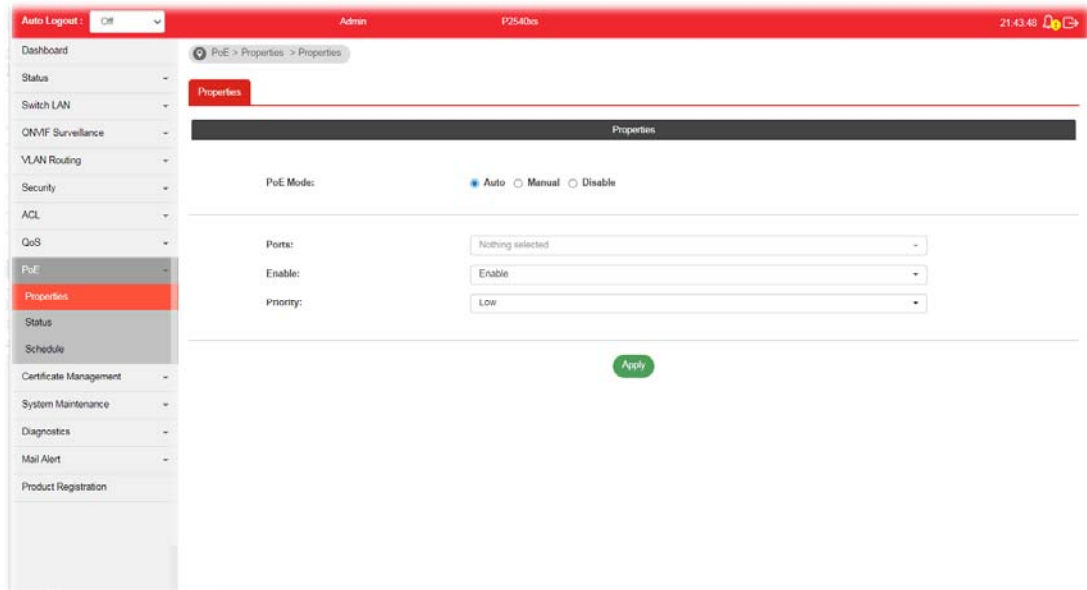 Auto Logout : Off Admin P2540xs 21:43:48
Dashboard
PoE > Properties > Properties
Status
Switch LAN
Properties
ONVIF Surveillance
Properties
VLAN Routing
Security
PoE Mode: Auto Manual Disable
ACL
QoS
Ports: Nothing selected
PoE
Enable: Enable
Properties
Priority: Low
Status
Schedule
Apply
Certificate Management
System Maintenance
Diagnostics
Mail Alert
Product Registration